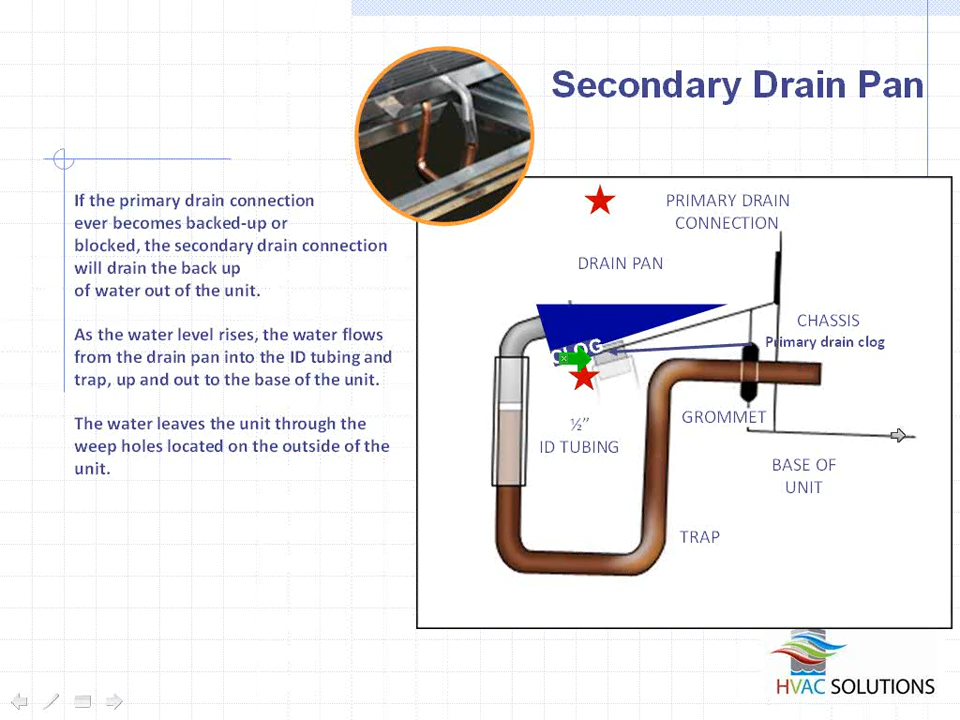 Secondary Drain Pan
If the primary drain connection
ever becomes backed-up or
blocked, the secondary drain connection
will drain the back up
of water out of the unit.
As the water level rises, the water flows
from the drain pan into the ID tubing and
trap, up and out to the base of the unit.
The water leaves the unit through the
weep holes located on the outside of the
unit.
PRIMARY DRAIN
CONNECTION
DRAIN PAN
CHASSIS
Primary drain clog
CLOG
GROMMET
½”
ID TUBING
BASE OF
UNIT
TRAP
HVAC SOLUTIONS